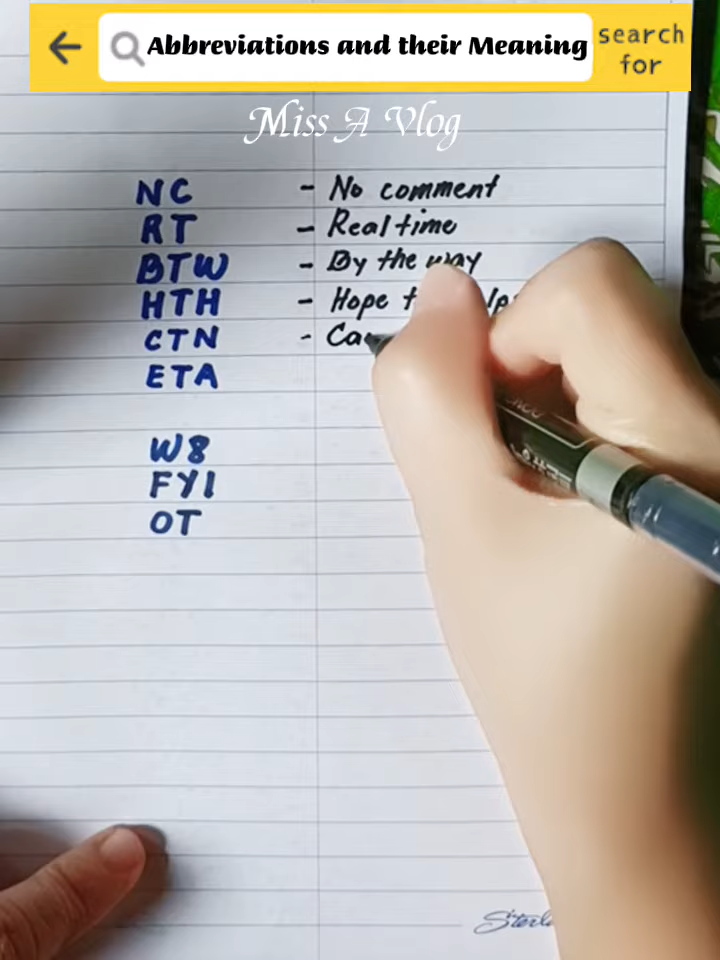 Abbreviations and their Meaning
search for
Miss A Vlog
NC - No comment
RT - Real time
BTW - By the way
HTH - Hope
CTN
ETA
W8
FYI
OT